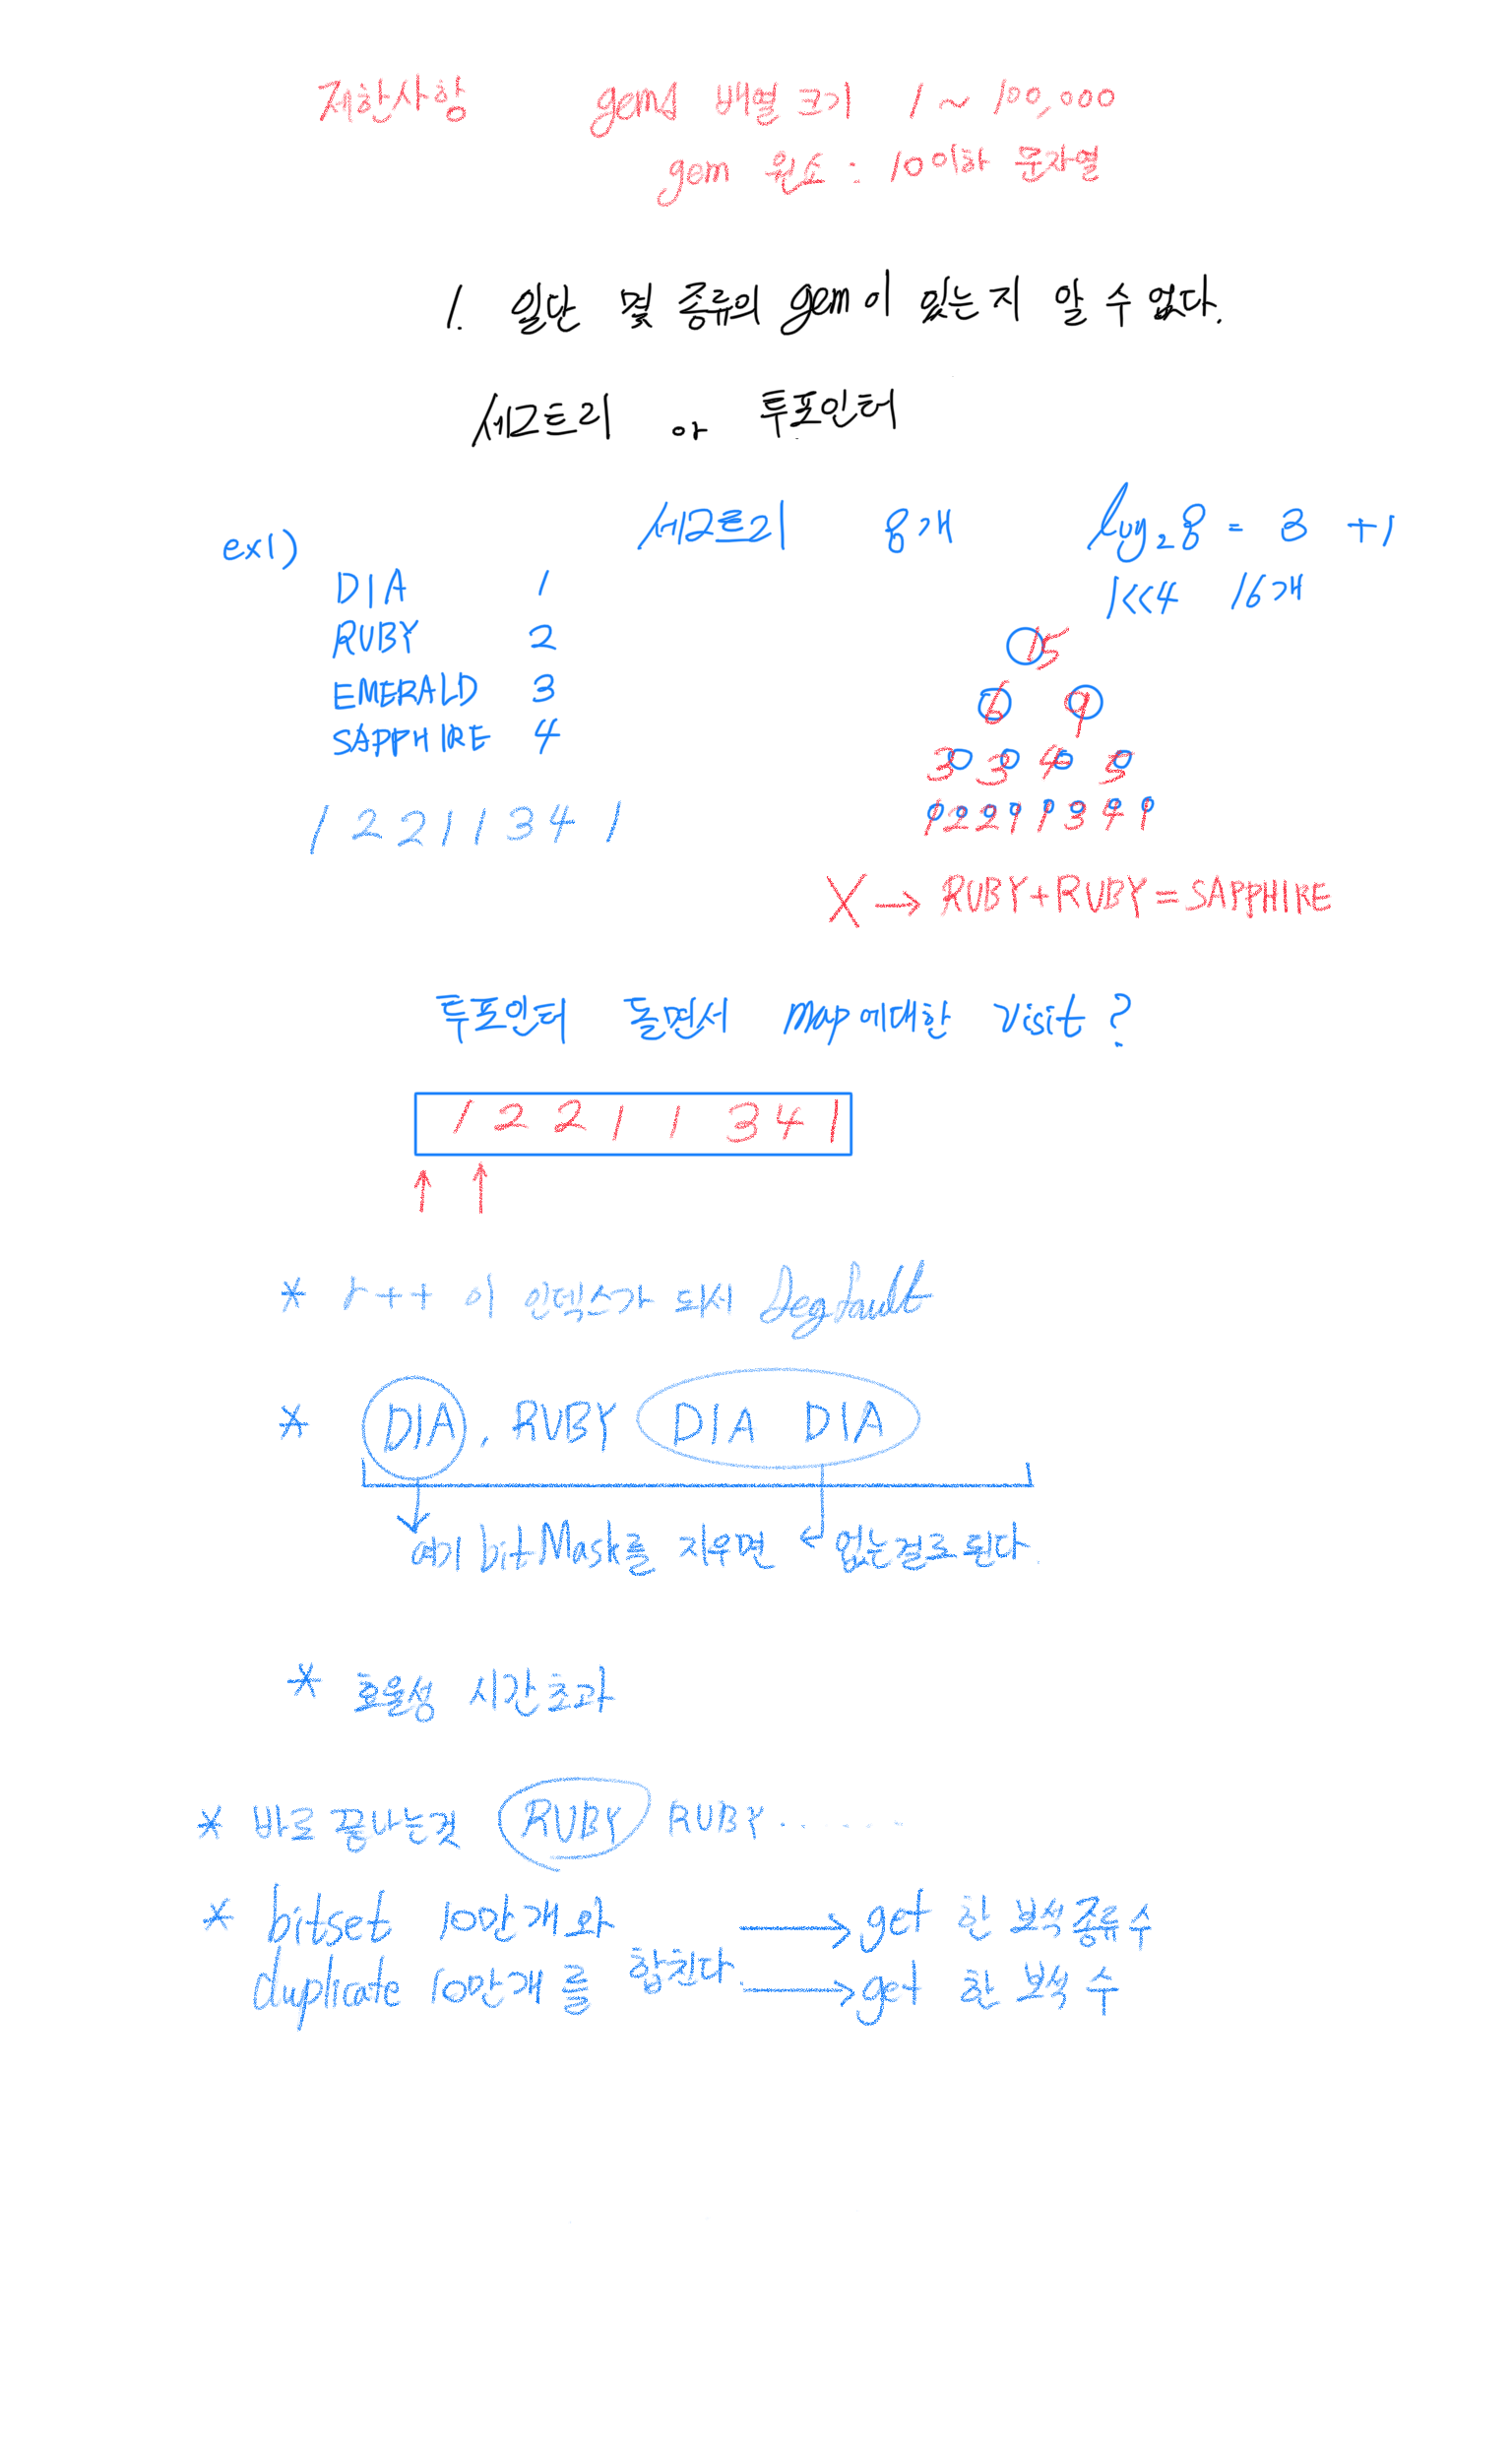 제한사항 gems 배열 크기 1 ~ 100,000
gem 원소 : 10이하 문자열
1. 일단 몇 종류의 gem이 있는지 알 수 없다.
세그트리 or 투포인터
ex1) 세그트리 8개 log₂8 = 3 +1
DIA 1 1<<4 16개
RUBY 2
EMERALD 3
SAPPHIRE 4
15
6 9
3 3 4 5
1 2 2 1 1 3 4 1
1 2 2 1 1 3 4 1
X → RUBY+RUBY=SAPPHIRE
투포인터 돌면서 map에대한 visit ?
1 2 2 1 1 3 4 1
↑ ↑
* r++ 이 인덱스가 되서 Segfault
* DIA , RUBY DIA DIA
여기 bitMask를 지우면 ← 없는걸로 된다.
* 효율성 시간초과
* 바로 끝나는것 RUBY RUBY ......
* bitset 10만개와 → get 한 보석종류 수
duplicate 10만개 를 합친다. → get 한 보석 수